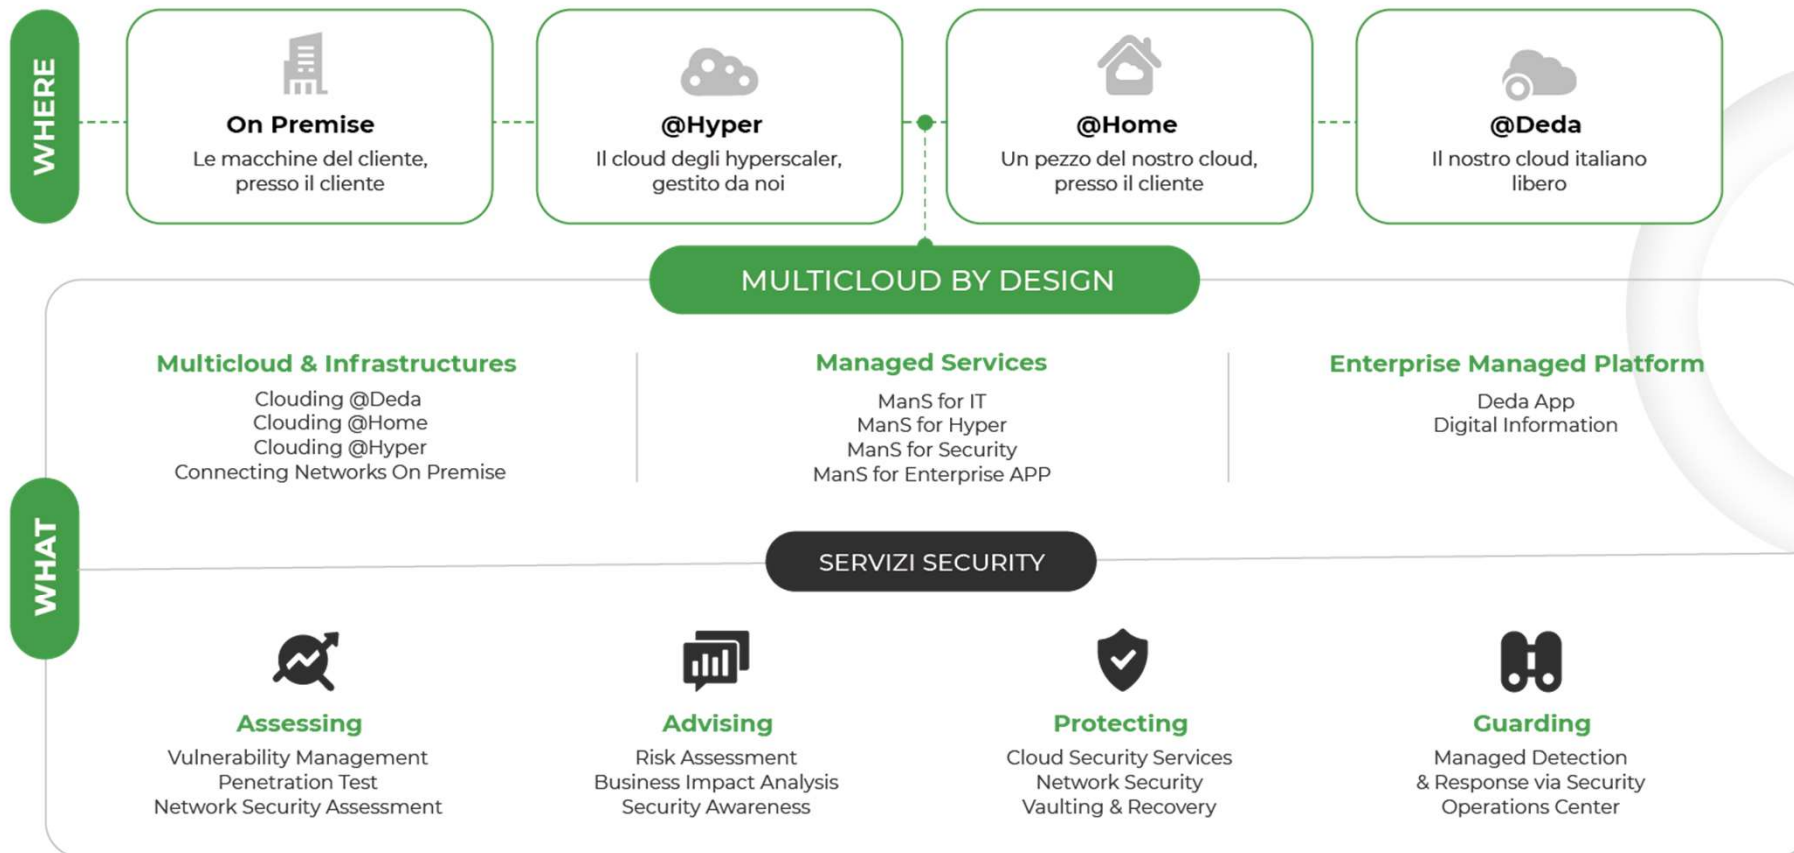 WHERE
On Premise
Le macchine del cliente,
presso il cliente
@Hyper
Il cloud degli hyperscaler,
gestito da noi
@Home
Un pezzo del nostro cloud,
presso il cliente
@Deda
Il nostro cloud italiano
libero
MULTICLOUD BY DESIGN
WHAT
Multicloud & Infrastructures
Clouding @Deda
Clouding @Home
Clouding @Hyper
Connecting Networks On Premise
Managed Services
ManS for IT
ManS for Hyper
ManS for Security
ManS for Enterprise APP
Enterprise Managed Platform
Deda App
Digital Information
SERVIZI SECURITY
Assessing
Vulnerability Management
Penetration Test
Network Security Assessment
Advising
Risk Assessment
Business Impact Analysis
Security Awareness
Protecting
Cloud Security Services
Network Security
Vaulting & Recovery
Guarding
Managed Detection
& Response via Security
Operations Center